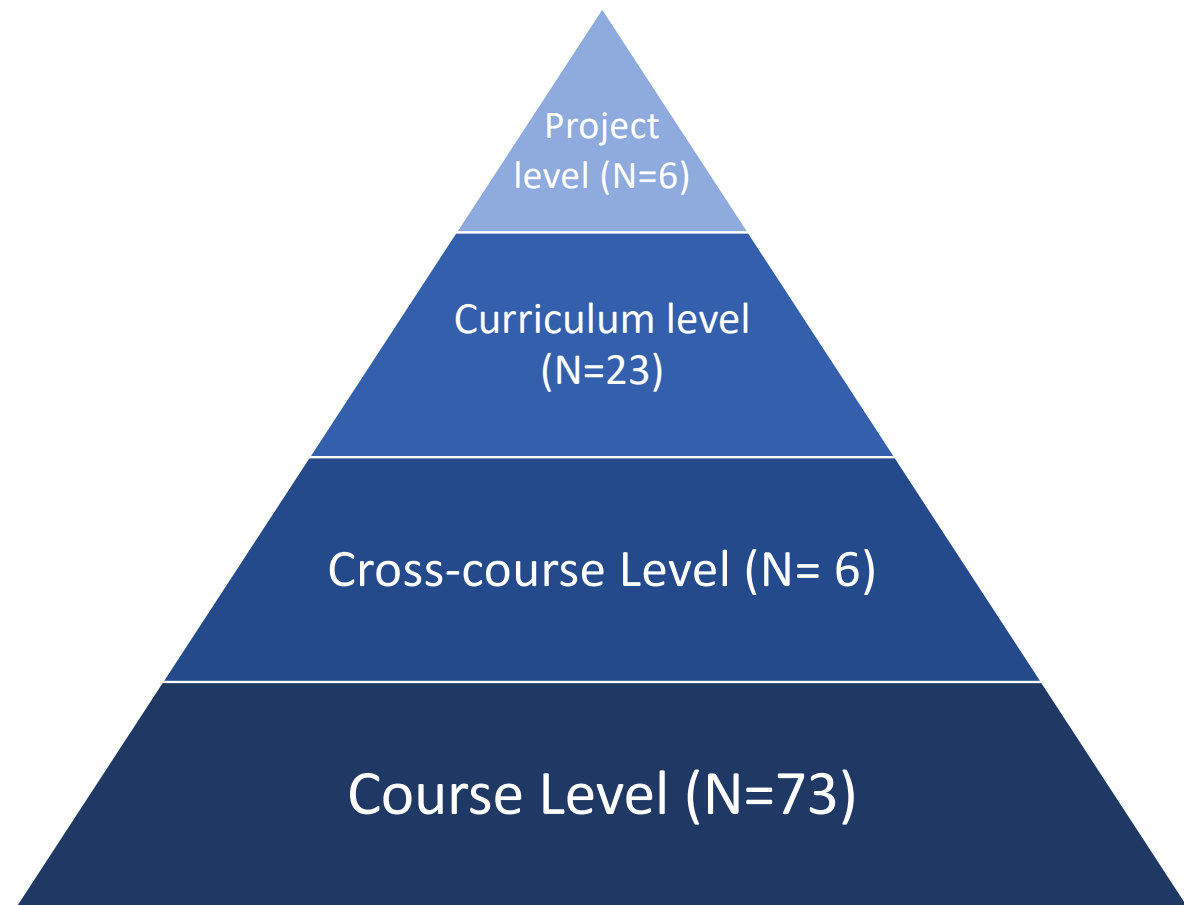 Project
level (N=6)
Curriculum level
(N=23)
Cross-course Level (N= 6)
Course Level (N=73)